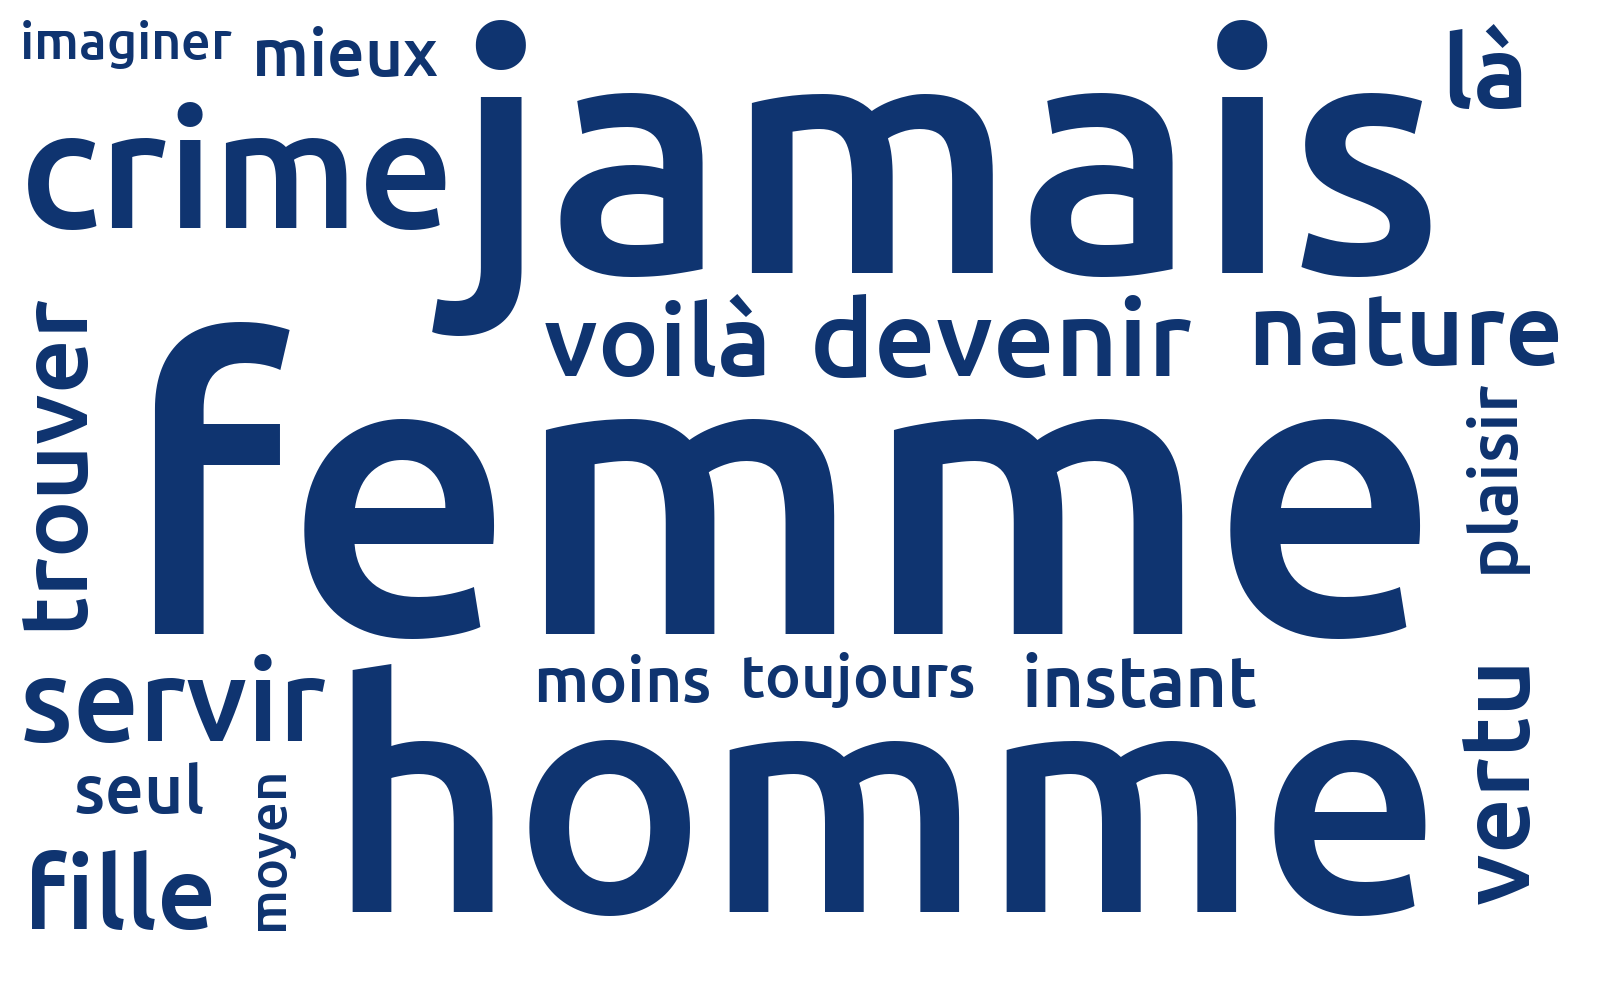 imaginer
mieux
jamais
là
crime
voilà
devenir
nature
trouver
femme
plaisir
servir
moins
toujours
instant
homme
vertu
seul
moyen
fille